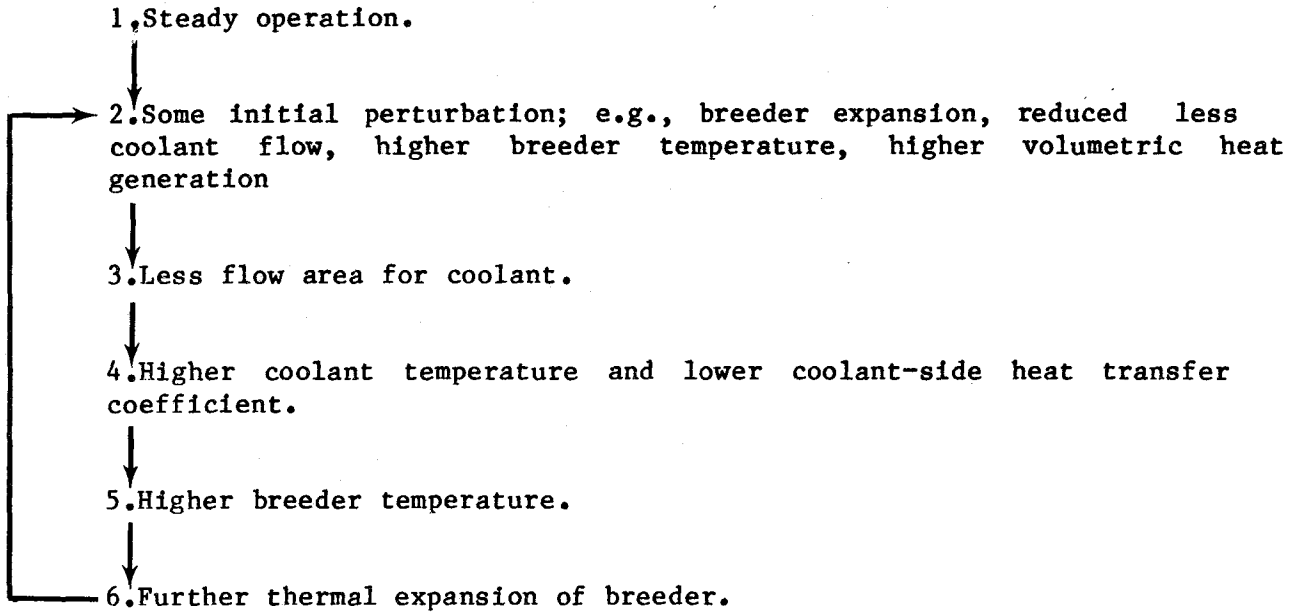 1.Steady operation.
2.Some initial perturbation; e.g., breeder expansion, reduced less
coolant flow, higher breeder temperature, higher volumetric heat
generation
3.Less flow area for coolant.
4.Higher coolant temperature and lower coolant-side heat transfer
coefficient.
5.Higher breeder temperature.
6.Further thermal expansion of breeder.